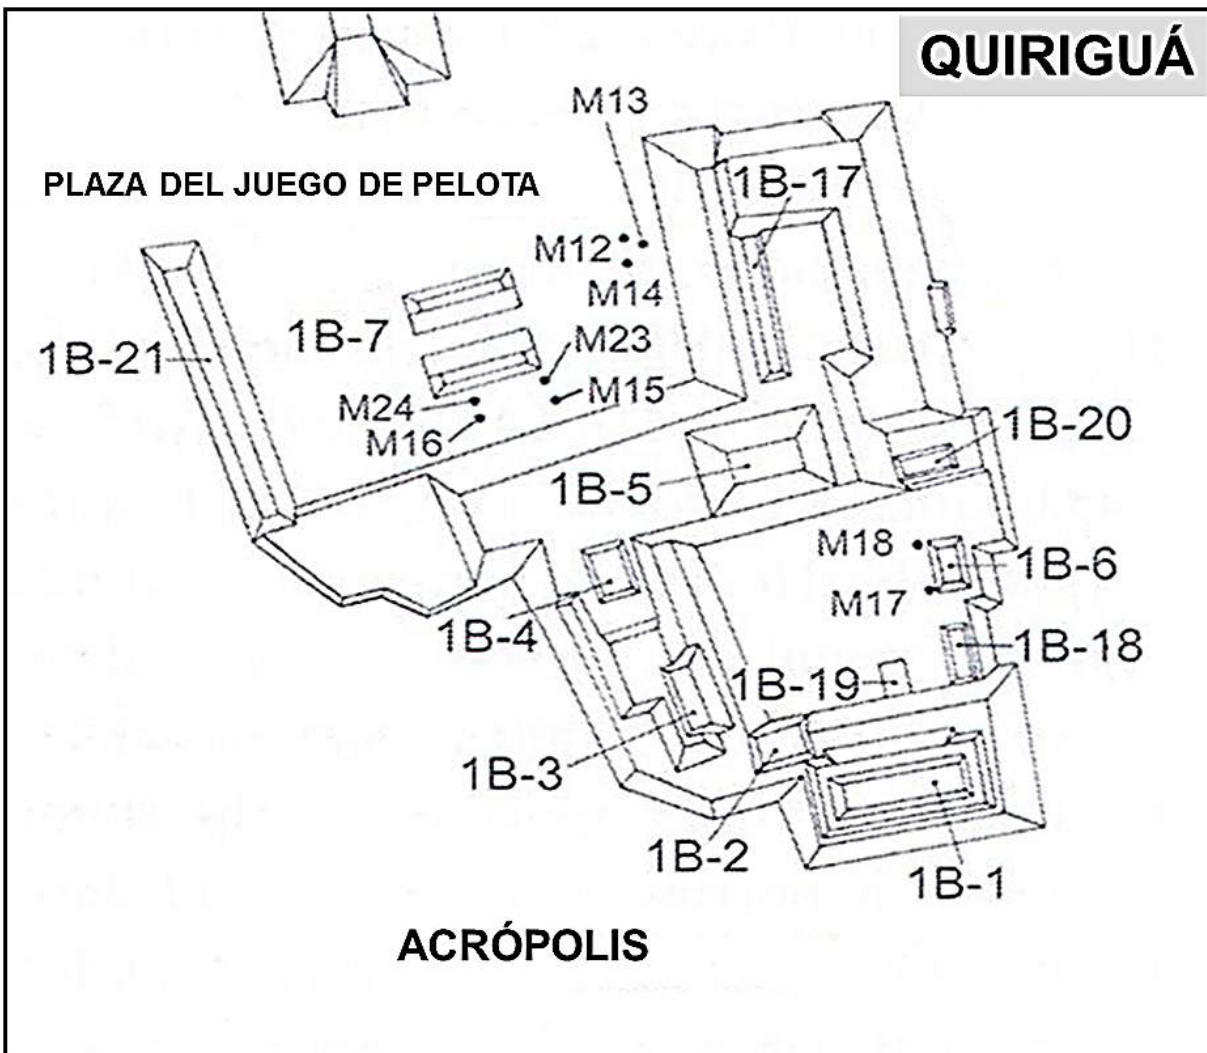 QUIRIGUÁ
M13
PLAZA DEL JUEGO DE PELOTA
1B-17
M12
M14
1B-7
M23
1B-21
M15
M24
M16
1B-20
1B-5
M18
1B-6
M17
1B-4
1B-18
1B-19
1B-3
1B-2
1B-1
ACRÓPOLIS